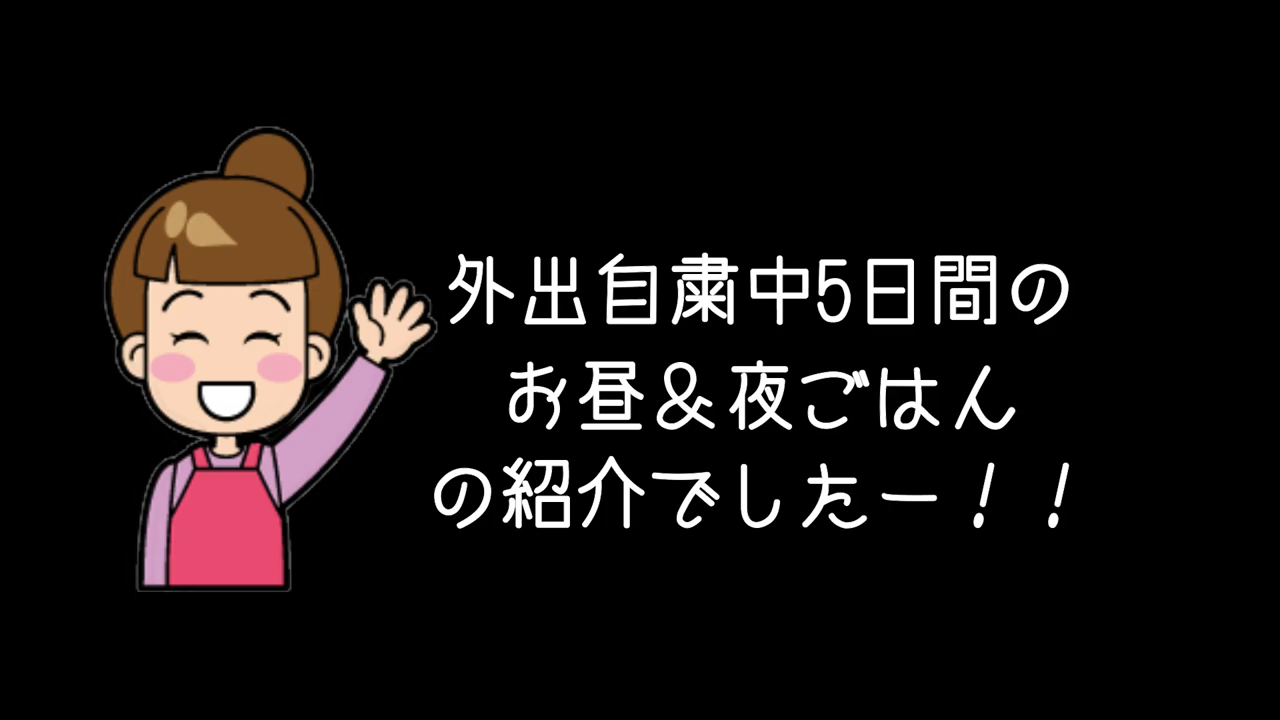 外出自粛中5日間の
お昼＆夜ごはん
の紹介でしたー！！